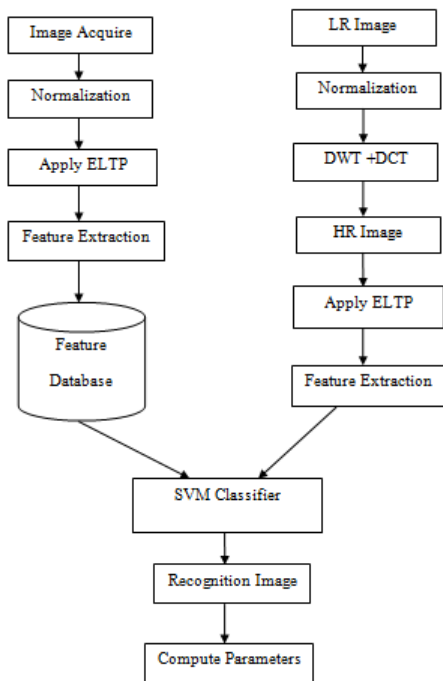 Image Acquire
Normalization
Apply ELTP
Feature Extraction
Feature
Database
LR Image
Normalization
DWT +DCT
HR Image
Apply ELTP
Feature Extraction
SVM Classifier
Recognition Image
Compute Parameters